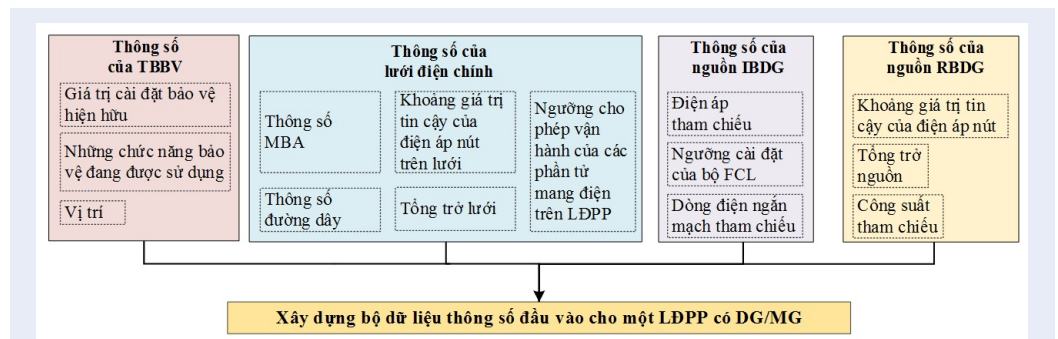 Thông số
của TBBV
Giá trị cài đặt bảo vệ
hiện hữu
Những chức năng bảo
vệ đang được sử dụng
Vị trí
Thông số của
lưới điện chính
Thông số
MBA
Khoảng giá trị
tin cậy của
điện áp nút
trên lưới
Ngưỡng cho
phép vận
hành của các
phần tử
mang điện
trên LĐPP
Thông số
đường dây
Tổng trở lưới
Thông số của
nguồn IBDG
Điện áp
tham chiếu
Ngưỡng cài đặt
của bộ FCL
Dòng điện ngắn
mạch tham chiếu
Thông số của
nguồn RBDG
Khoảng giá trị tin
cậy của điện áp nút
Tổng trở
nguồn
Công suất
tham chiếu
Xây dựng bộ dữ liệu thông số đầu vào cho một LĐPP có DG/MG